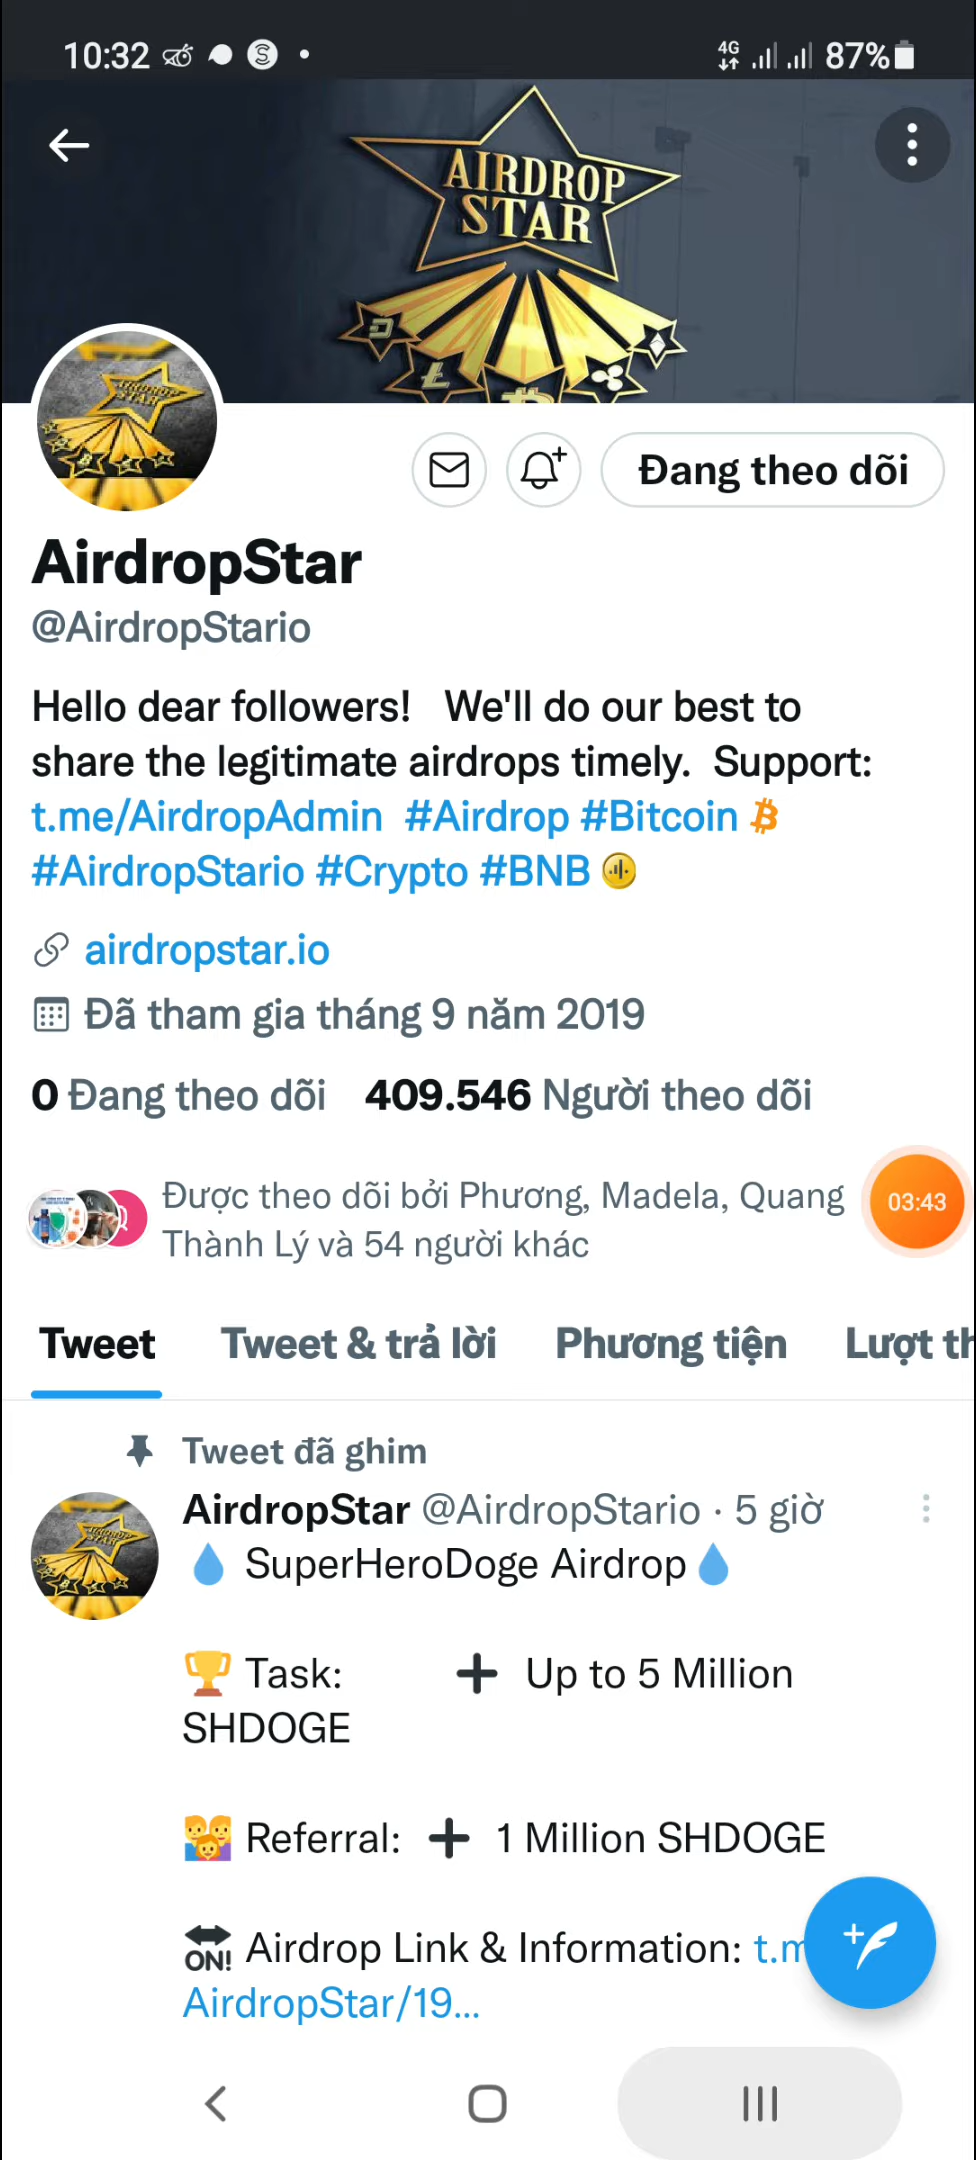 10:32
4G
87%
AIRDROP
STAR
Đang theo dõi
AirdropStar
@AirdropStario
Hello dear followers! We'll do our best to
share the legitimate airdrops timely. Support:
t.me/AirdropAdmin #Airdrop #Bitcoin
#AirdropStario #Crypto #BNB
airdropstar.io
Đã tham gia tháng 9 năm 2019
0 Đang theo dõi 409.546 Người theo dõi
Được theo dõi bởi Phương, Madela, Quang
Thành Lý và 54 người khác
03:43
Tweet Tweet & trả lời Phương tiện Lượt th
Tweet đã ghim
AirdropStar @AirdropStario · 5 giờ
💧 SuperHeroDoge Airdrop 💧
🏆 Task: ➕ Up to 5 Million
SHDOGE
👨‍👩‍👧 Referral: ➕ 1 Million SHDOGE
🔛 Airdrop Link & Information: t.m
AirdropStar/19...